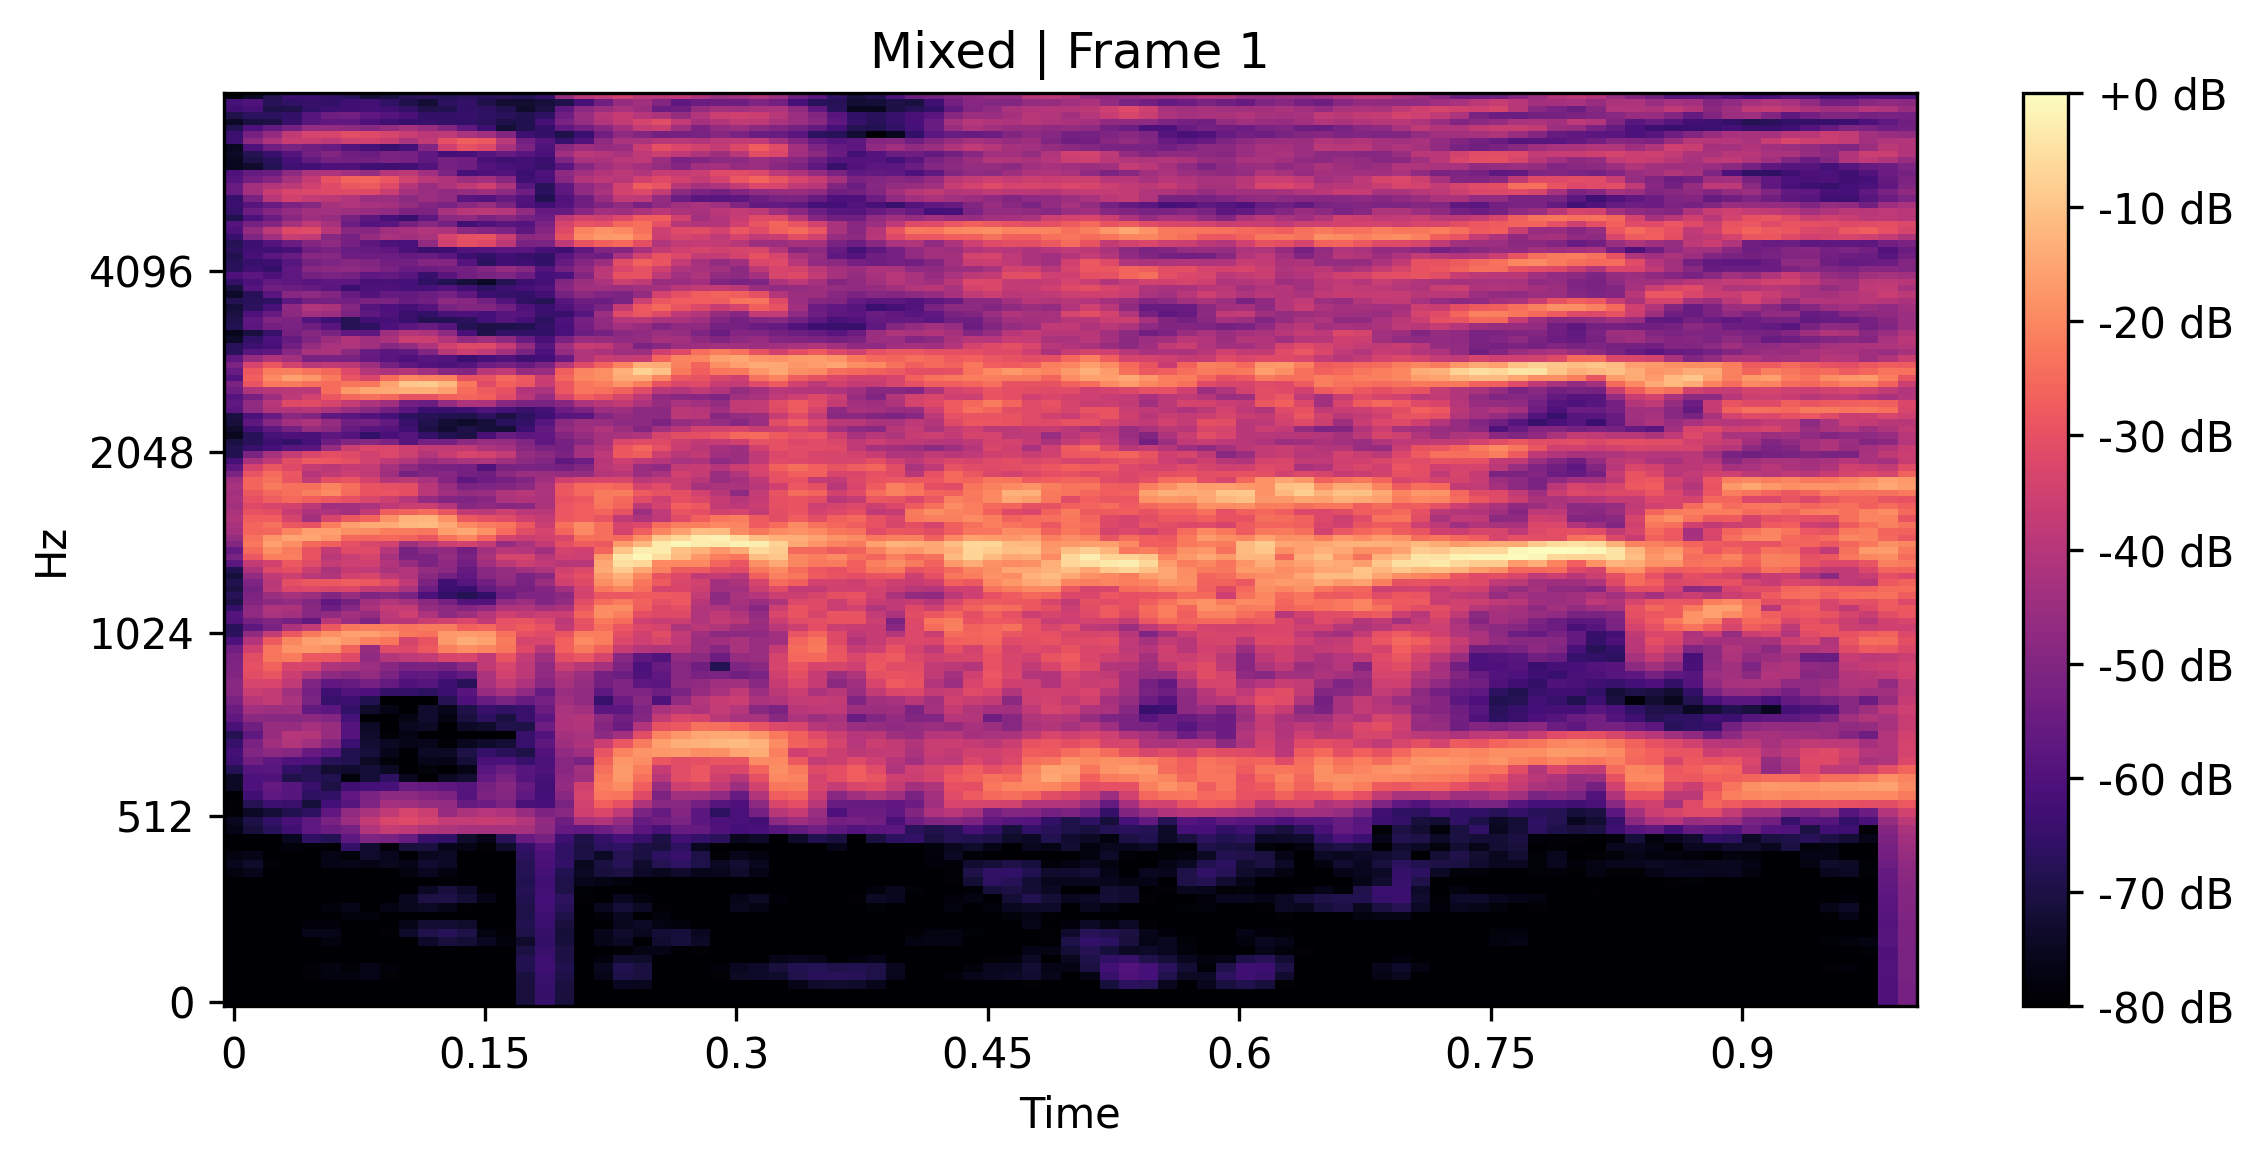 Mixed | Frame 1
+0 dB
-10 dB
-20 dB
-30 dB
-40 dB
-50 dB
-60 dB
-70 dB
-80 dB
Hz
4096
2048
1024
512
0
0 0.15 0.3 0.45 0.6 0.75 0.9
Time